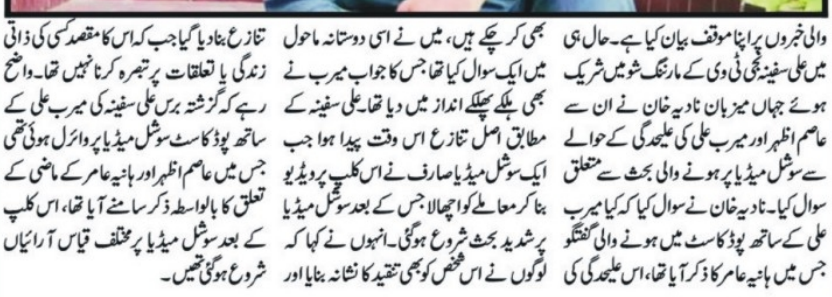 والی خبروں پر اپنا موقف بیان کیا ہے۔ حال ہی
میں علی سفینہ نجی ٹی وی کے مارننگ شو میں شریک
ہوئے جہاں میزبان نادیہ خان نے ان سے
عاصم اظہر اور میرب علی کی علیحدگی کے حوالے
سے سوشل میڈیا پر ہونے والی بحث سے متعلق
سوال کیا۔ نادیہ خان نے سوال کیا کہ کیا میرب
علی کے ساتھ پوڈ کاسٹ میں ہونے والی گفتگو
جس میں ہانیہ عامر کا ذکر آیا تھا، اس علیحدگی کی
بھی کر چکے ہیں، میں نے اسی دوستانہ ماحول
میں ایک سوال کیا تھا جس کا جواب میرب نے
بھی ہلکے پھلکے انداز میں دیا تھا۔ علی سفینہ کے
مطابق اصل تنازع اس وقت پیدا ہوا جب
ایک سوشل میڈیا صارف نے اس کلپ پر ویڈیو
بنا کر معاملے کو اچھالا جس کے بعد سوشل میڈیا
پر شدید بحث شروع ہوگئی۔ انہوں نے کہا کہ
لوگوں نے اس شخص کو بھی تنقید کا نشانہ بنایا اور
تنازع بنا دیا گیا جب کہ اس کا مقصد کسی کی ذاتی
زندگی یا تعلقات پر تبصرہ کرنا نہیں تھا۔ واضح
رہے کہ گزشتہ برس علی سفینہ کی میرب علی کے
ساتھ پوڈ کاسٹ سوشل میڈیا پر وائرل ہوئی تھی
جس میں عاصم اظہر اور ہانیہ عامر کے ماضی کے
تعلق کا بالواسطہ ذکر سامنے آیا تھا، اس کلپ
کے بعد سوشل میڈیا پر مختلف قیاس آرائیاں
شروع ہوگئی تھیں۔